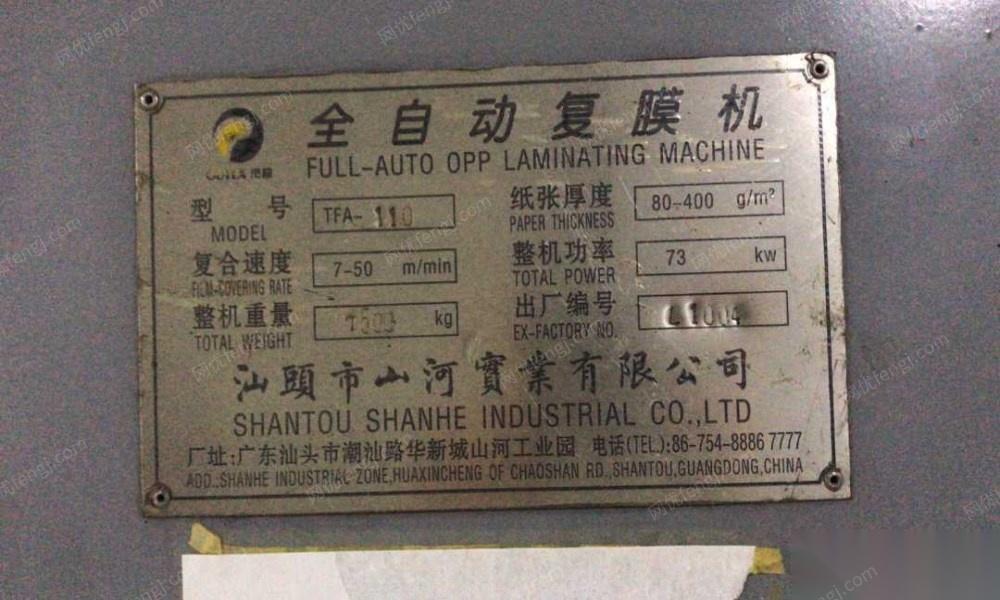 全自动复膜机
FULL-AUTO OPP LAMINATING MACHINE
型 号 TFA-110
MODEL
纸张厚度 80-400 g/m²
PAPER THICKNESS
复合速度 7-50 m/min
FILM-COVERING RATE
整机功率 73 kw
TOTAL POWER
整机重量 kg
TOTAL WEIGHT
出厂编号
EX-FACTORY NO.
汕頭市山河實業有限公司
SHANTOU SHANHE INDUSTRIAL CO.,LTD
厂址:广东汕头市潮汕路华新城山河工业园 电话(TEL):86-754-8886 7777
ADD.:SHANHE INDUSTRIAL ZONE,HUAXINCHENG OF CHAOSHAN RD.,SHANTOU,GUANGDONG,CHINA